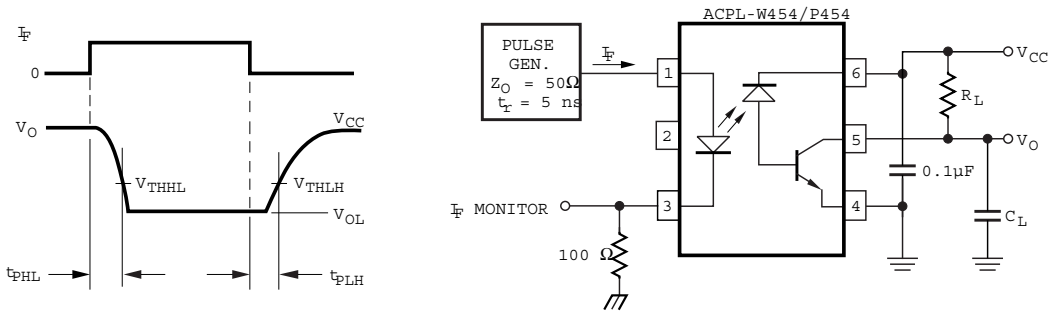 IF
0
VO
VCC
VTHHL
VTHLH
VOL
tPHL
tPLH
ACPL-W454/P454
PULSE
GEN.
ZO = 50Ω
tr = 5 ns
IF
1
2
3
6
5
4
VCC
RL
VO
0.1µF
CL
IF MONITOR
100 Ω